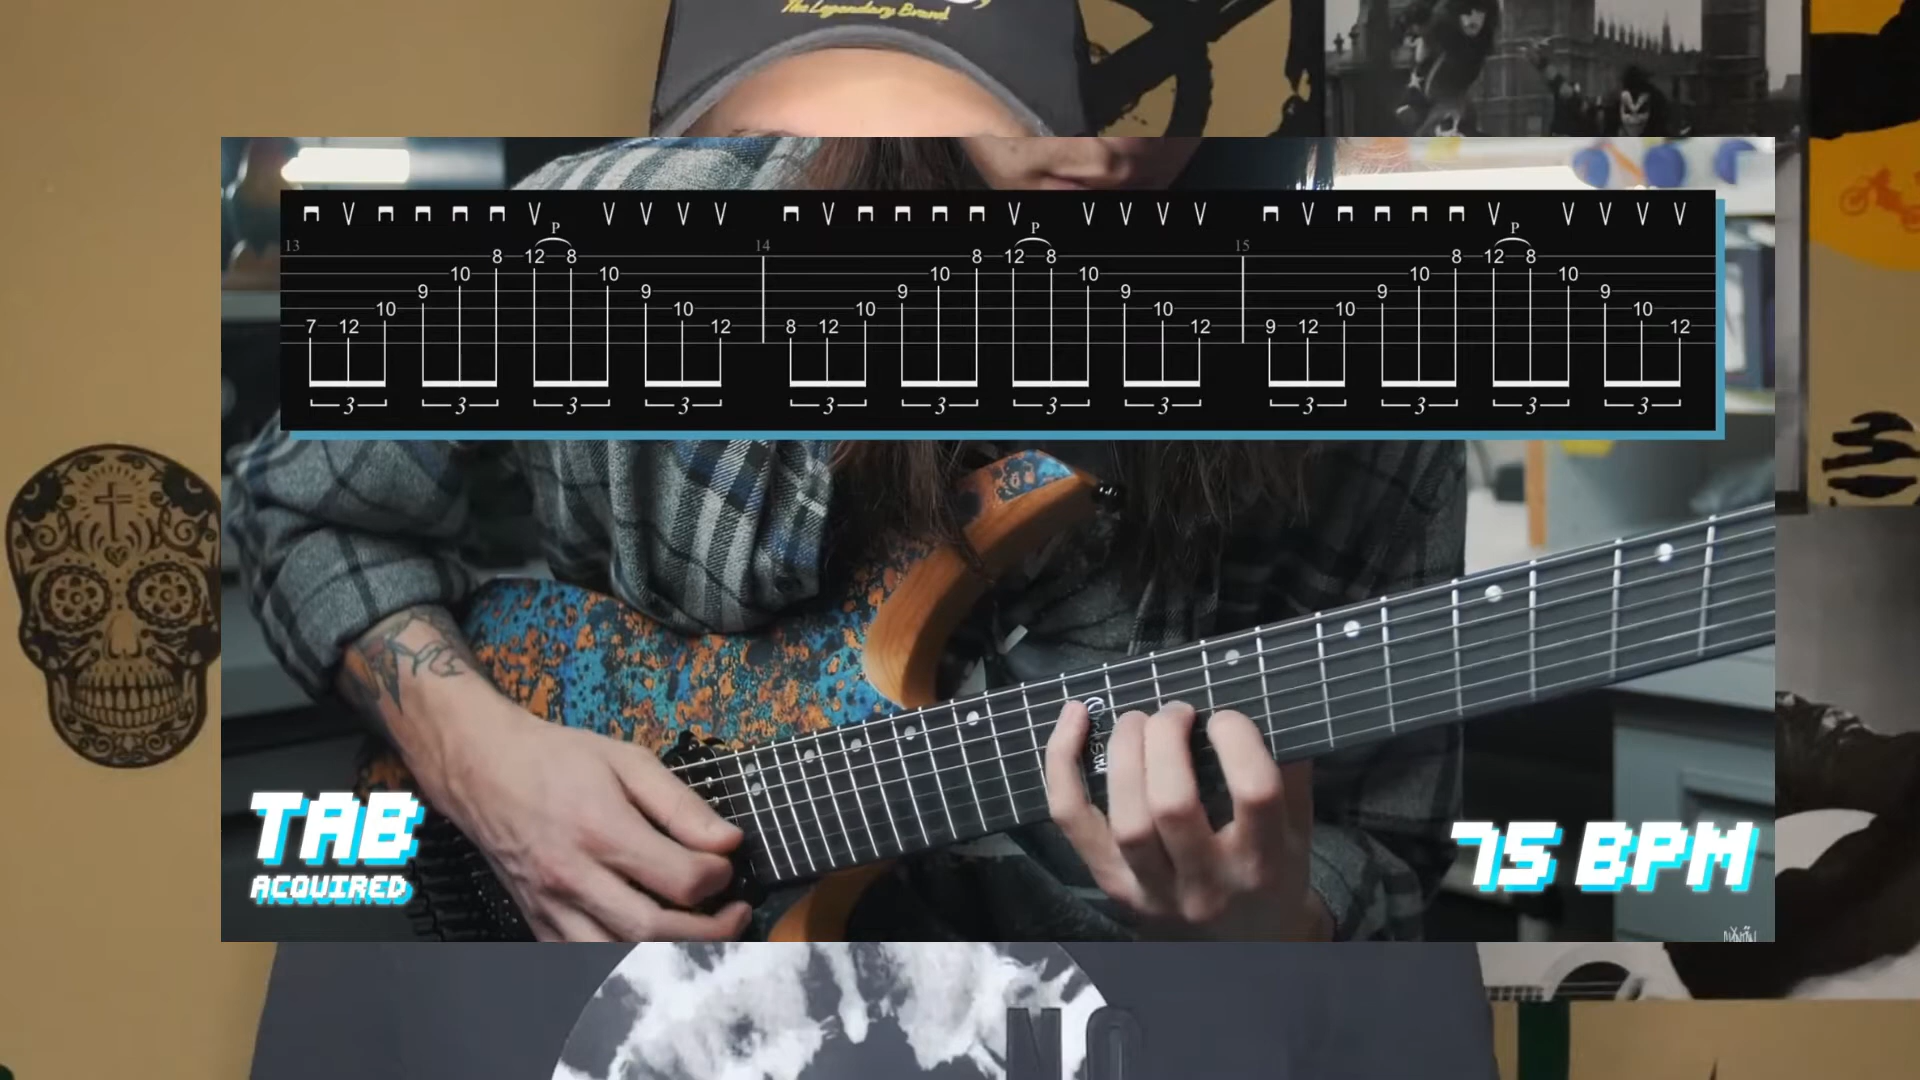 The Legendary Brand
P P P
13 14 15
8 12 8 8 12 8 8 12 8
10 10 10 10 10 10
9 9 9 9 9 9
10 10 10 10 10 10
7 12 12 8 12 12 9 12 12
3 3 3 3 3 3 3 3 3 3 3 3
TAB
ACQUIRED
75 BPM
NO